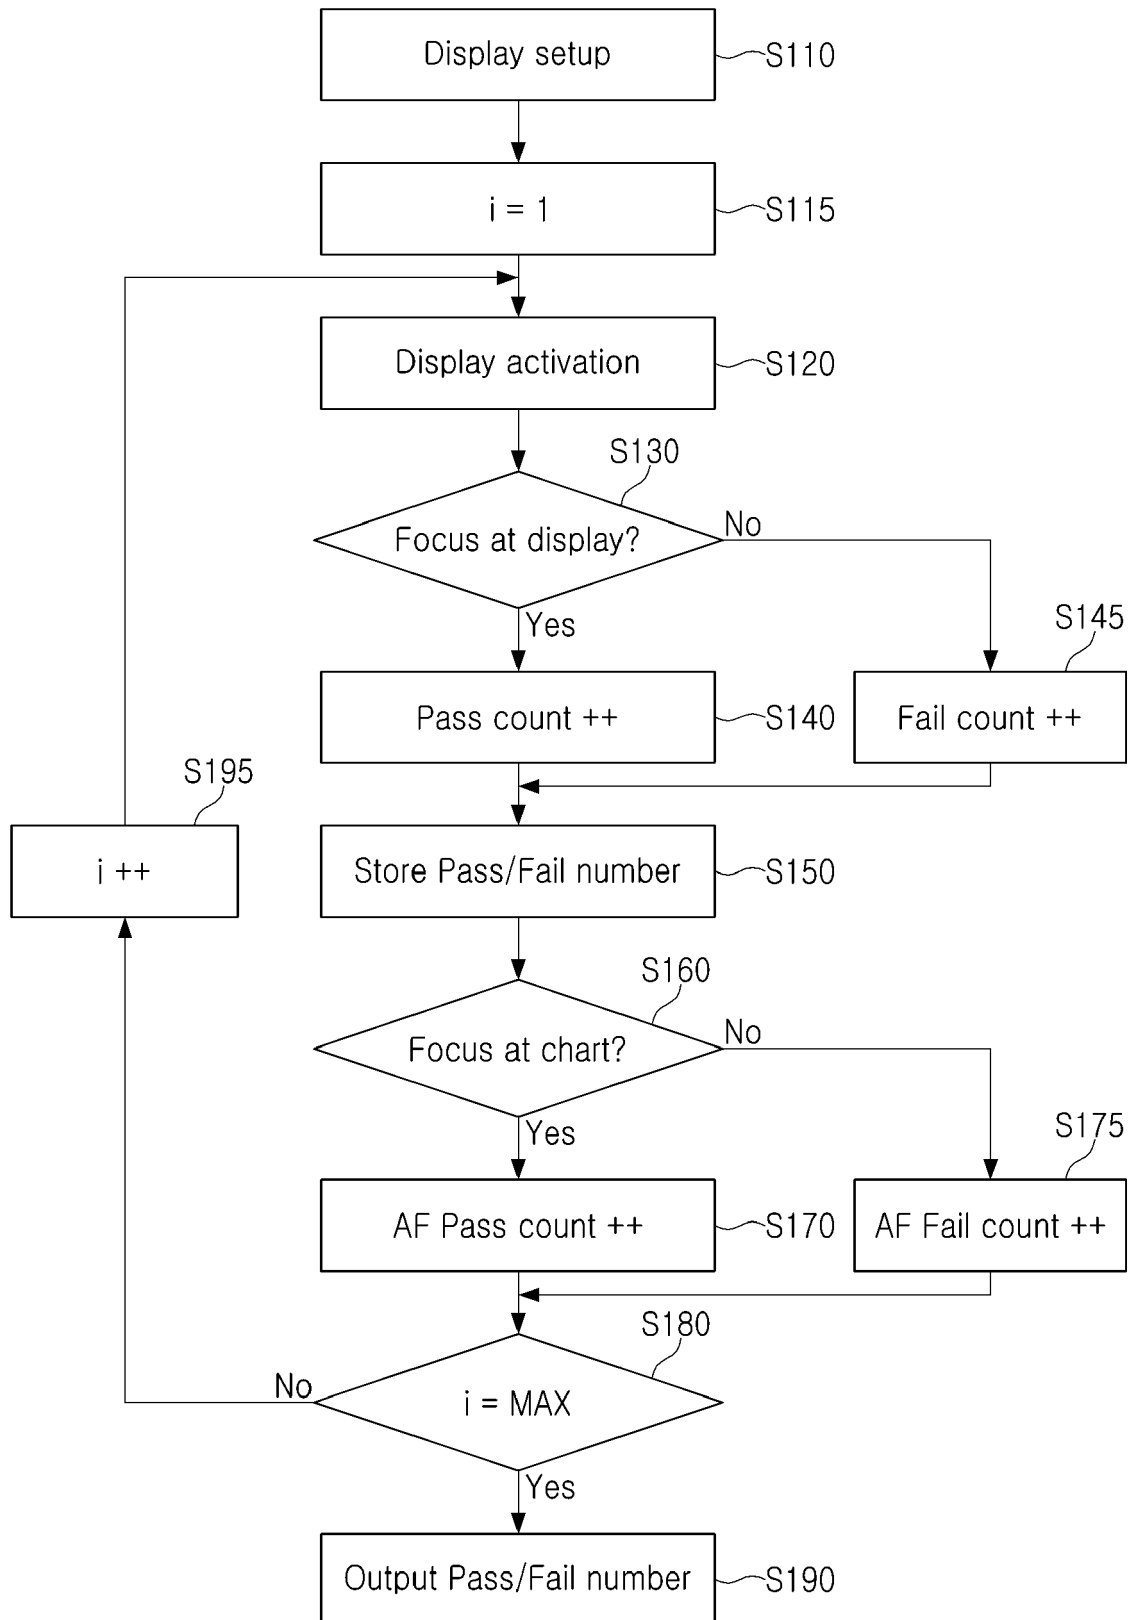 Display setup
S110
i = 1
S115
Display activation
S120
S130
Focus at display?
No
Yes
S145
Pass count ++
S140
Fail count ++
S195
i ++
Store Pass/Fail number
S150
S160
Focus at chart?
No
Yes
S175
AF Pass count ++
S170
AF Fail count ++
S180
No
i = MAX
Yes
Output Pass/Fail number
S190